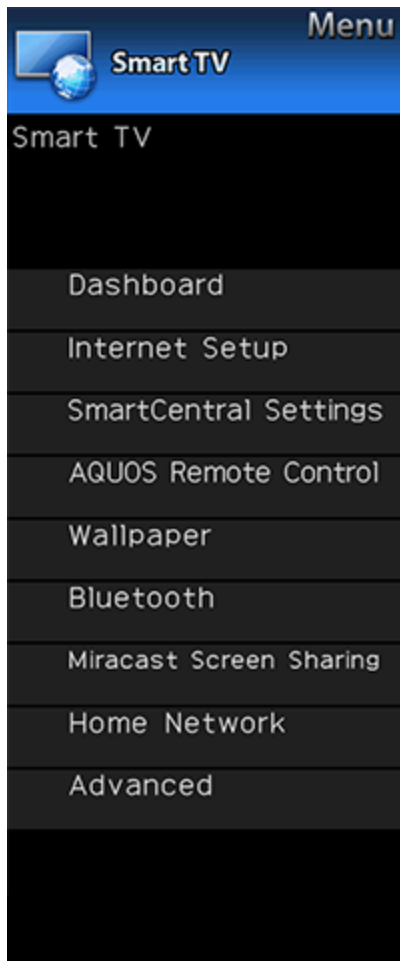 Menu
Smart TV
Smart TV
Dashboard
Internet Setup
SmartCentral Settings
AQUOS Remote Control
Wallpaper
Bluetooth
Miracast Screen Sharing
Home Network
Advanced